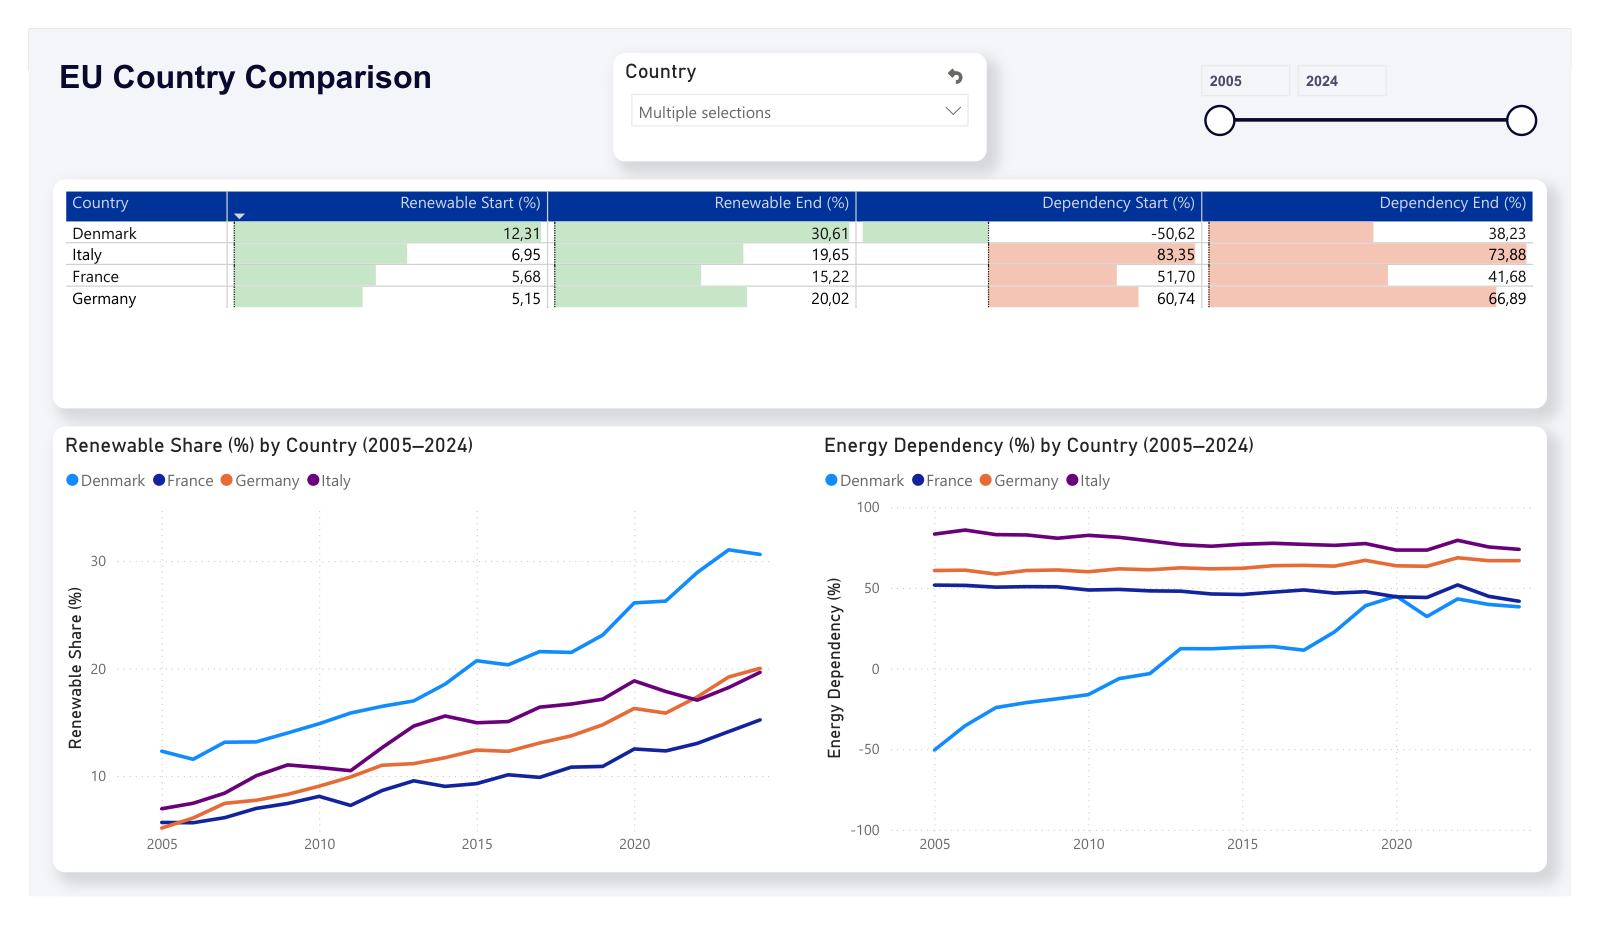 EU Country Comparison
Country
Multiple selections
2005 2024
Country Renewable Start (%) Renewable End (%) Dependency Start (%) Dependency End (%)
Denmark 12,31 30,61 -50,62 38,23
Italy 6,95 19,65 83,35 73,88
France 5,68 15,22 51,70 41,68
Germany 5,15 20,02 60,74 66,89
Renewable Share (%) by Country (2005–2024)
Denmark France Germany Italy
Renewable Share (%)
30
20
10
2005 2010 2015 2020
Energy Dependency (%) by Country (2005–2024)
Denmark France Germany Italy
Energy Dependency (%)
100
50
0
-50
-100
2005 2010 2015 2020